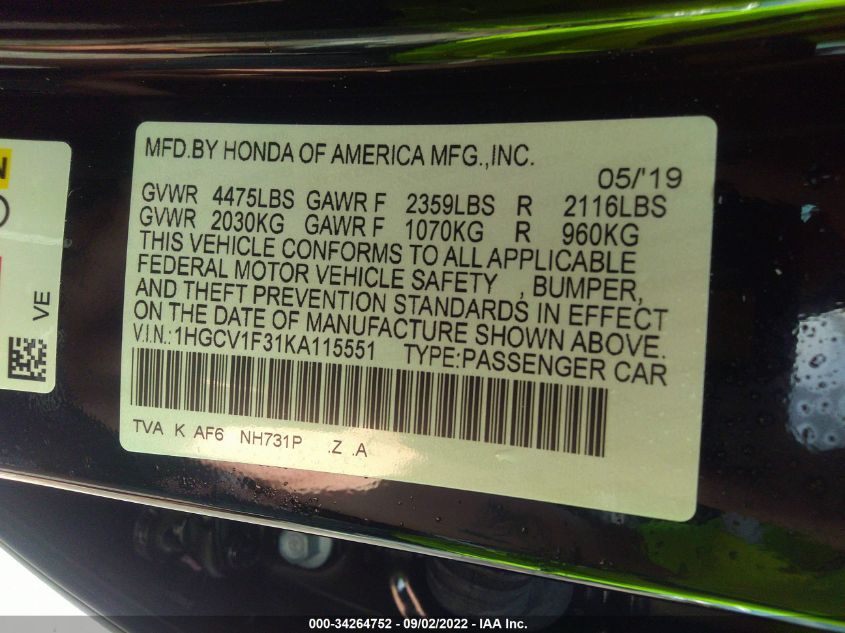 MFD.BY HONDA OF AMERICA MFG.,INC.
05/'19
GVWR 4475LBS GAWR F 2359LBS R 2116LBS
GVWR 2030KG GAWR F 1070KG R 960KG
THIS VEHICLE CONFORMS TO ALL APPLICABLE
FEDERAL MOTOR VEHICLE SAFETY , BUMPER,
AND THEFT PREVENTION STANDARDS IN EFFECT
ON THE DATE OF MANUFACTURE SHOWN ABOVE.
V.I.N.:1HGCV1F31KA115551 TYPE:PASSENGER CAR
TVA K AF6 NH731P .Z .A
N
VE
000-34264752 - 09/02/2022 - IAA Inc.